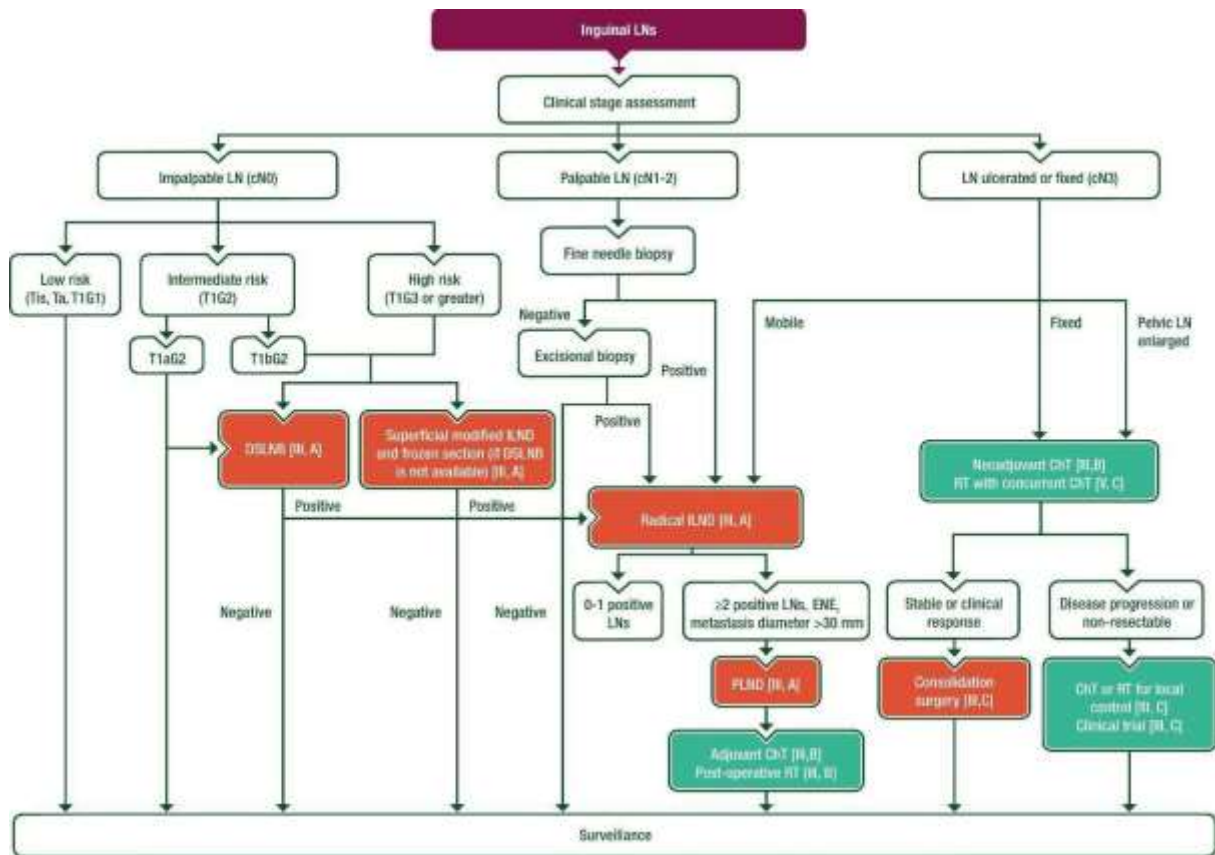 Inguinal LNs
Clinical stage assessment
Impalpable LN (cN0)
Palpable LN (cN1-2)
LN ulcerated or fixed (cN3)
Fine needle biopsy
Low risk
(Tis, Ta, T1G1)
Intermediate risk
(T1G2)
High risk
(T1G3 or greater)
Negative
Mobile
Fixed
Pelvic LN
enlarged
T1aG2
T1bG2
Excisional biopsy
Positive
Positive
DSLNB [III, A]
Superficial modified ILND
and frozen section (if DSLNB
is not available) [III, A]
Neoadjuvant ChT [III,B]
RT with concurrent ChT [V, C]
Positive
Positive
Radical ILND [III, A]
Negative
Negative
Negative
0-1 positive
LNs
≥2 positive LNs, ENE,
metastasis diameter >30 mm
Stable or clinical
response
Disease progression or
non-resectable
PLND [III, A]
Consolidation
surgery [III,C]
ChT or RT for local
control [III, C]
Clinical trial [III, C]
Adjuvant ChT [III,B]
Post-operative RT [III, B]
Surveillance